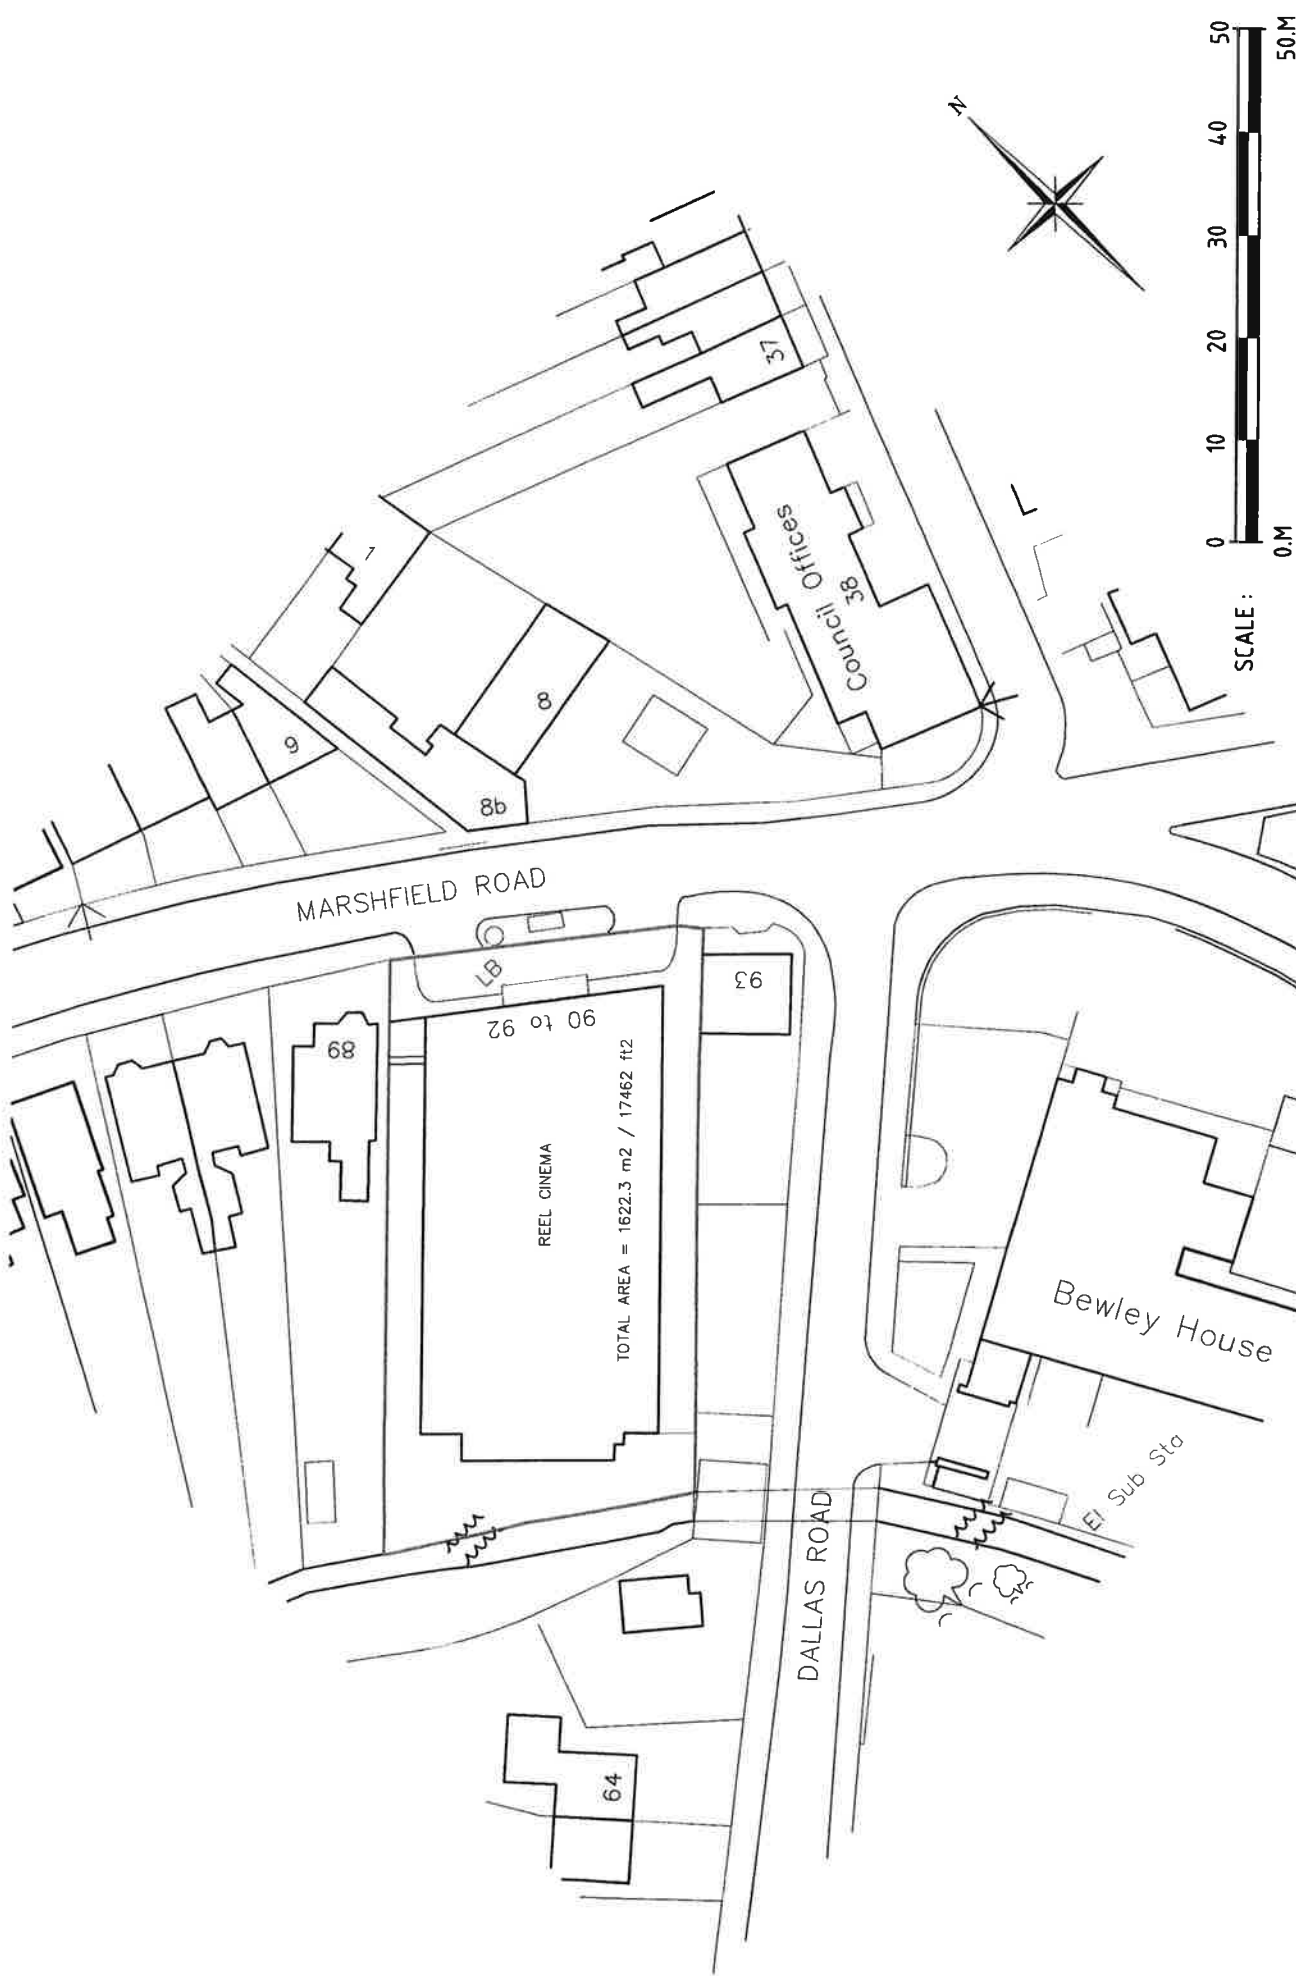 N
50
50.M
40
30
20
10
0
0.M
SCALE :
37
1
Council Offices
38
8
9
8b
MARSHFIELD ROAD
LB
93
89
90 to 92
REEL CINEMA
TOTAL AREA = 1622.3 m2 / 17462 ft2
Bewley House
El Sub Sta
DALLAS ROAD
64